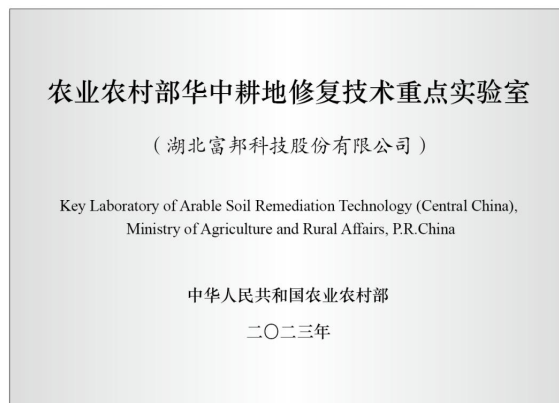 农业农村部华中耕地修复技术重点实验室
（湖北富邦科技股份有限公司）
Key Laboratory of Arable Soil Remediation Technology (Central China),
Ministry of Agriculture and Rural Affairs, P.R.China
中华人民共和国农业农村部
二〇二三年